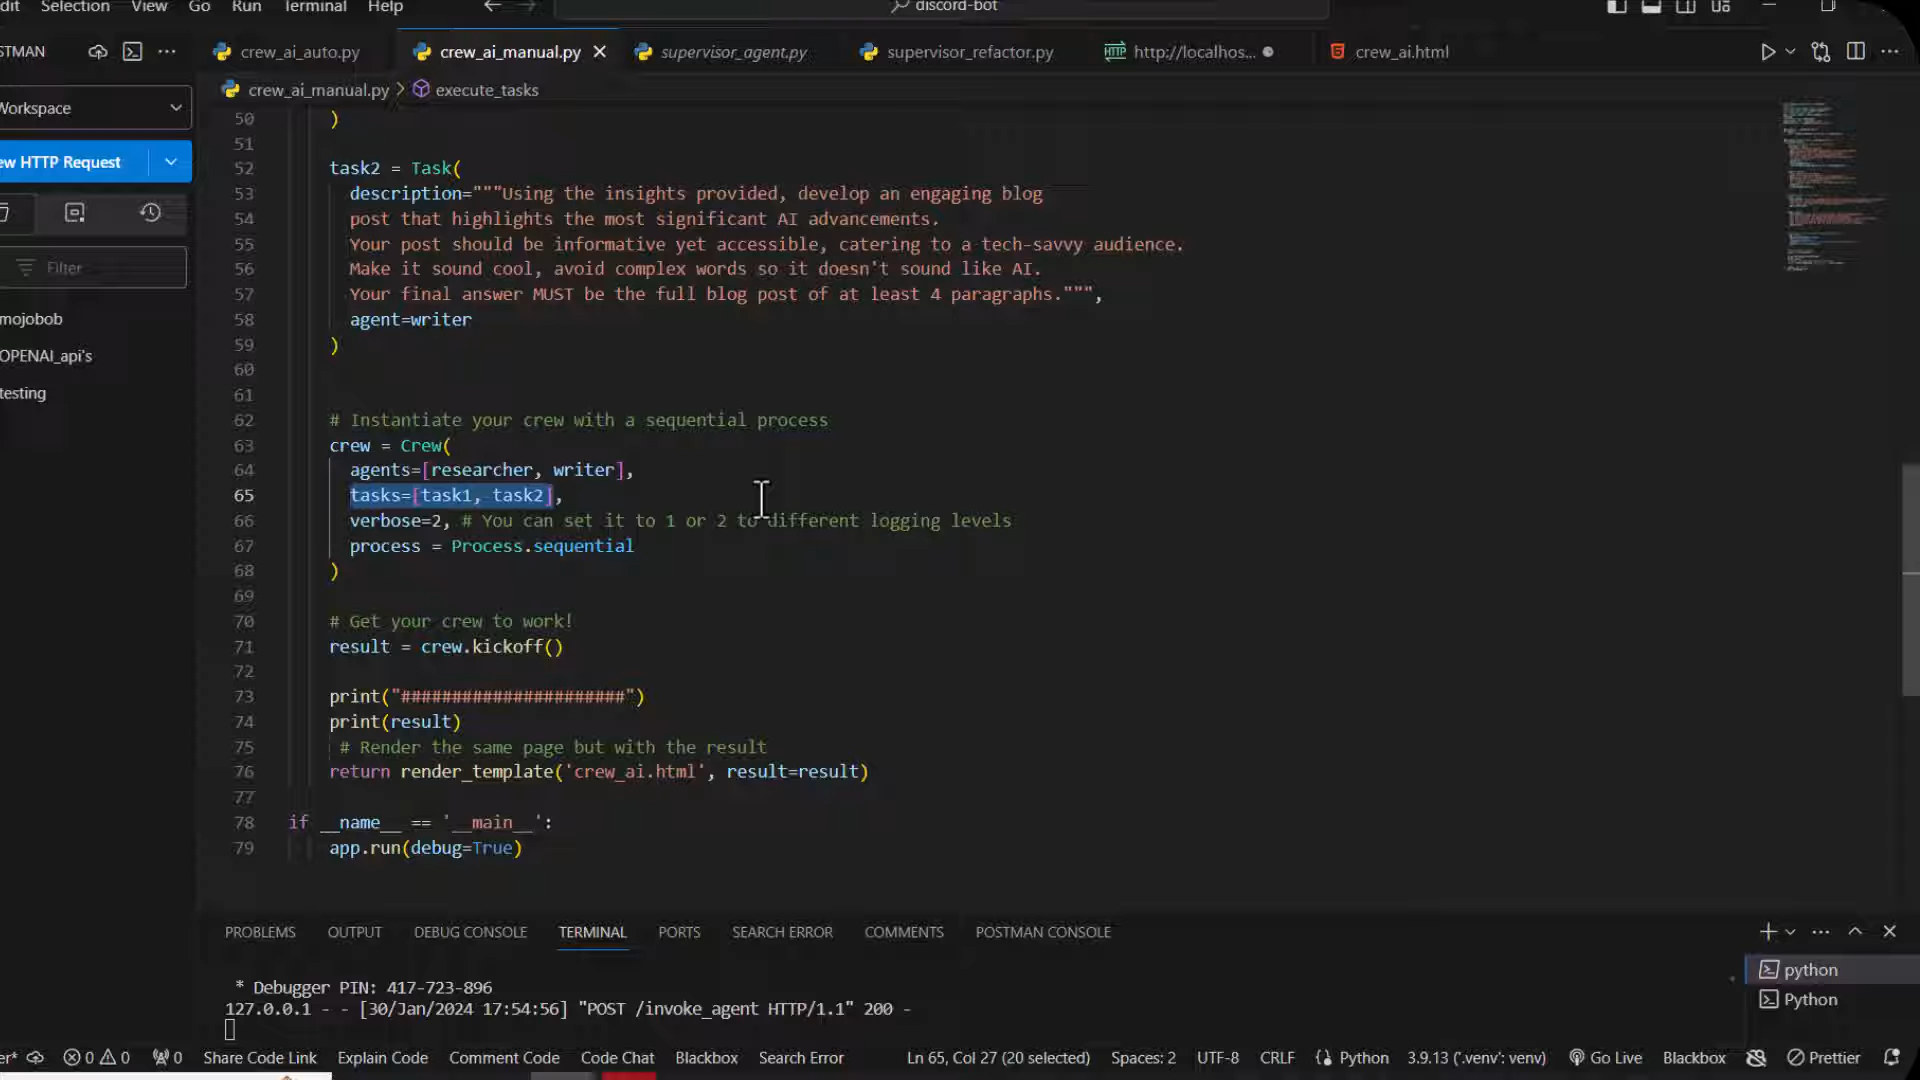 dit Selection View Go Run Terminal Help discord-bot
STMAN crew_ai_auto.py crew_ai_manual.py supervisor_agent.py supervisor_refactor.py HTTP http://localhos... crew_ai.html
Workspace
crew_ai_manual.py > execute_tasks
ew HTTP Request
Filter
mojobob
OPENAI_api's
testing
50 )
51
52 task2 = Task(
53 description="""Using the insights provided, develop an engaging blog
54 post that highlights the most significant AI advancements.
55 Your post should be informative yet accessible, catering to a tech-savvy audience.
56 Make it sound cool, avoid complex words so it doesn't sound like AI.
57 Your final answer MUST be the full blog post of at least 4 paragraphs.""",
58 agent=writer
59 )
60
61
62 # Instantiate your crew with a sequential process
63 crew = Crew(
64 agents=[researcher, writer],
65 tasks=[task1, task2],
66 verbose=2, # You can set it to 1 or 2 to different logging levels
67 process = Process.sequential
68 )
69
70 # Get your crew to work!
71 result = crew.kickoff()
72
73 print("######################")
74 print(result)
75 # Render the same page but with the result
76 return render_template('crew_ai.html', result=result)
77
78 if __name__ == '__main__':
79 app.run(debug=True)
PROBLEMS OUTPUT DEBUG CONSOLE TERMINAL PORTS SEARCH ERROR COMMENTS POSTMAN CONSOLE
* Debugger PIN: 417-723-896
127.0.0.1 - - [30/Jan/2024 17:54:56] "POST /invoke_agent HTTP/1.1" 200 -
python
Python
er* 0 0 0 Share Code Link Explain Code Comment Code Code Chat Blackbox Search Error Ln 65, Col 27 (20 selected) Spaces: 2 UTF-8 CRLF Python 3.9.13 ('.venv': venv) Go Live Blackbox Prettier